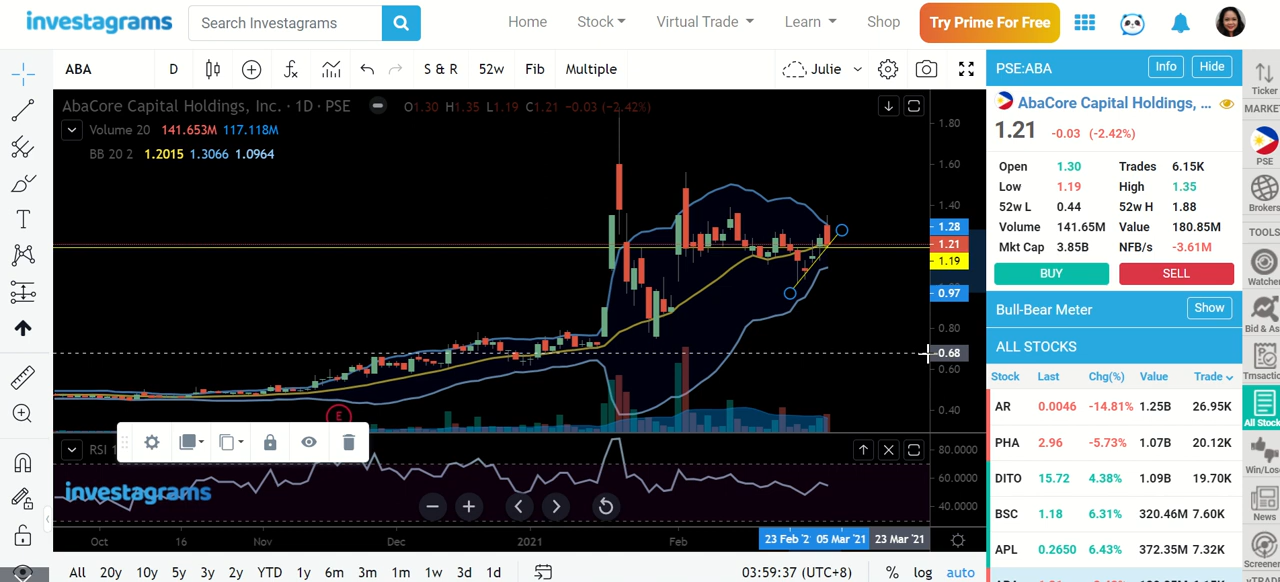 investagrams
Search Investagrams
Home
Stock
Virtual Trade
Learn
Shop
Try Prime For Free
ABA
D
S & R
52w
Fib
Multiple
Julie
AbaCore Capital Holdings, Inc. · 1D · PSE
O1.30 H1.35 L1.19 C1.21 −0.03 (−2.42%)
Volume 20 141.653M 117.118M
BB 20 2 1.2015 1.3066 1.0964
1.80
1.60
1.40
1.28
1.21
1.19
0.97
0.80
0.68
0.60
0.40
E
RSI
80.0000
60.0000
40.0000
investagrams
Oct
16
Nov
Dec
2021
Feb
23 Feb '2
05 Mar '21
23 Mar '21
All 20y 10y 5y 3y 2y YTD 1y 6m 3m 1m 1w 3d 1d
03:59:37 (UTC+8)
% log auto
PSE:ABA
Info
Hide
AbaCore Capital Holdings, ...
1.21 -0.03 (-2.42%)
Open 1.30 Trades 6.15K
Low 1.19 High 1.35
52w L 0.44 52w H 1.88
Volume 141.65M Value 180.85M
Mkt Cap 3.85B NFB/s -3.61M
BUY
SELL
Bull-Bear Meter
Show
ALL STOCKS
Stock Last Chg(%) Value Trade
AR 0.0046 -14.81% 1.25B 26.95K
PHA 2.96 -5.73% 1.07B 20.12K
DITO 15.72 4.38% 1.09B 19.70K
BSC 1.18 6.31% 320.46M 7.60K
APL 0.2650 6.43% 372.35M 7.32K
Ticker
MARKE
PSE
Brokers
TOOLS
Watcher
Bid & As
Trnsactic
All Stock
Win/Lose
News
Screener